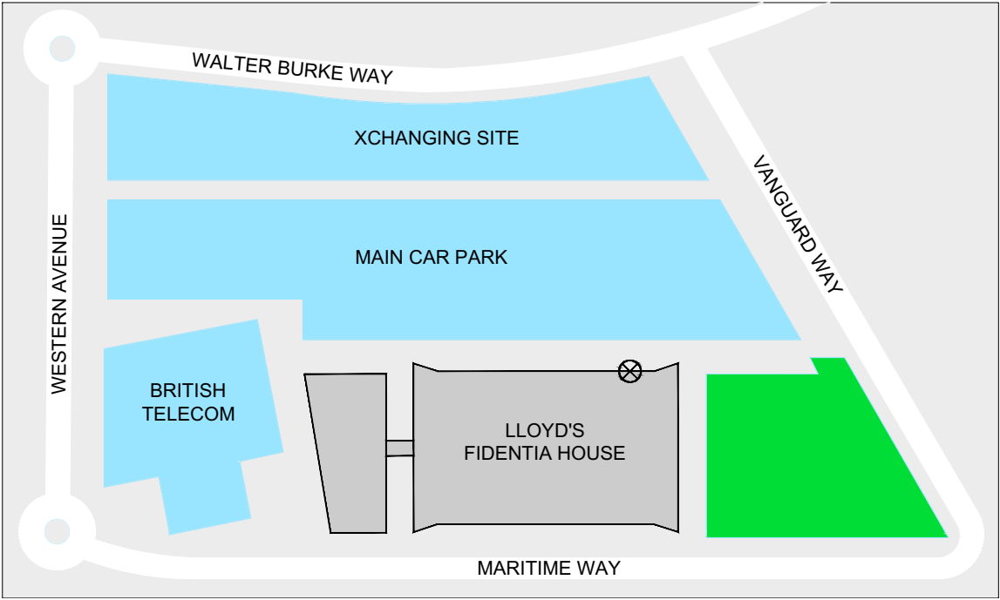 WALTER BURKE WAY
XCHANGING SITE
VANGUARD WAY
MAIN CAR PARK
WESTERN AVENUE
BRITISH
TELECOM
LLOYD'S
FIDENTIA HOUSE
MARITIME WAY